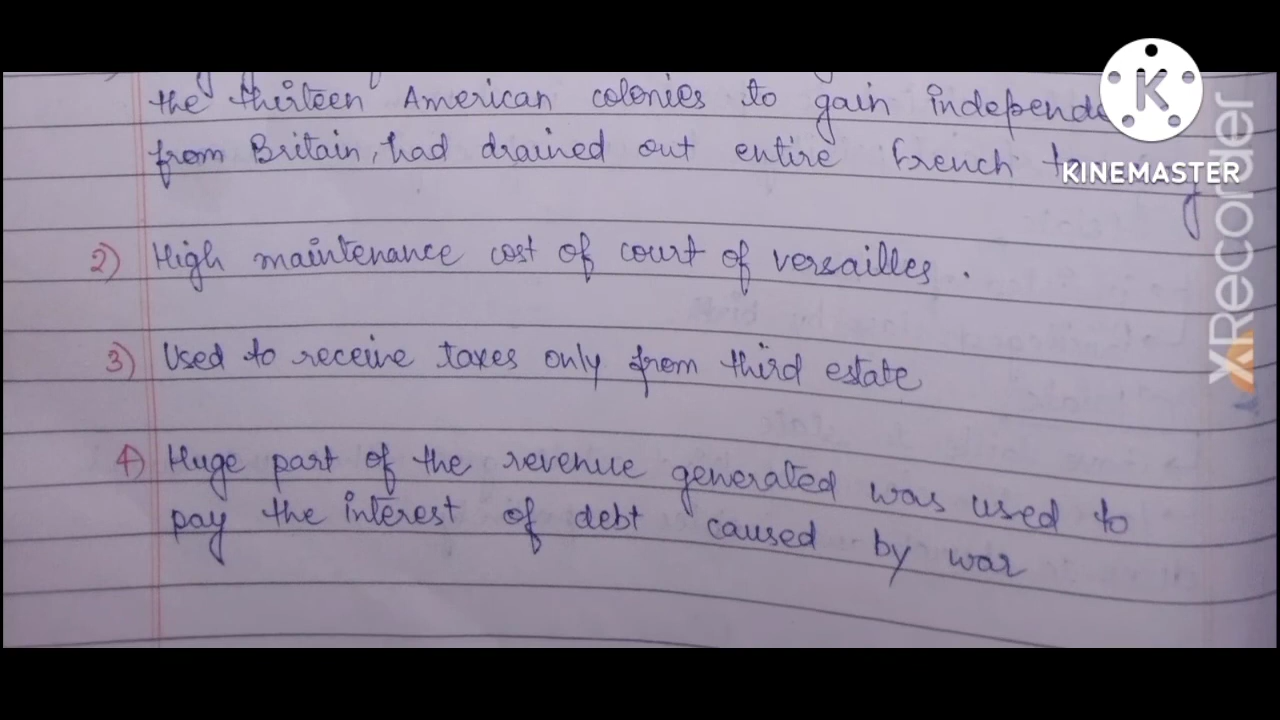 the thirteen American colonies to gain
from Britain, had drained out entire French
2) High maintenance cost of court of versailles.
3) Used to receive taxes only from third estate
4) Huge part of the revenue generated was used to
pay the interest of debt caused by war
K
KINEMASTER
XRecorder